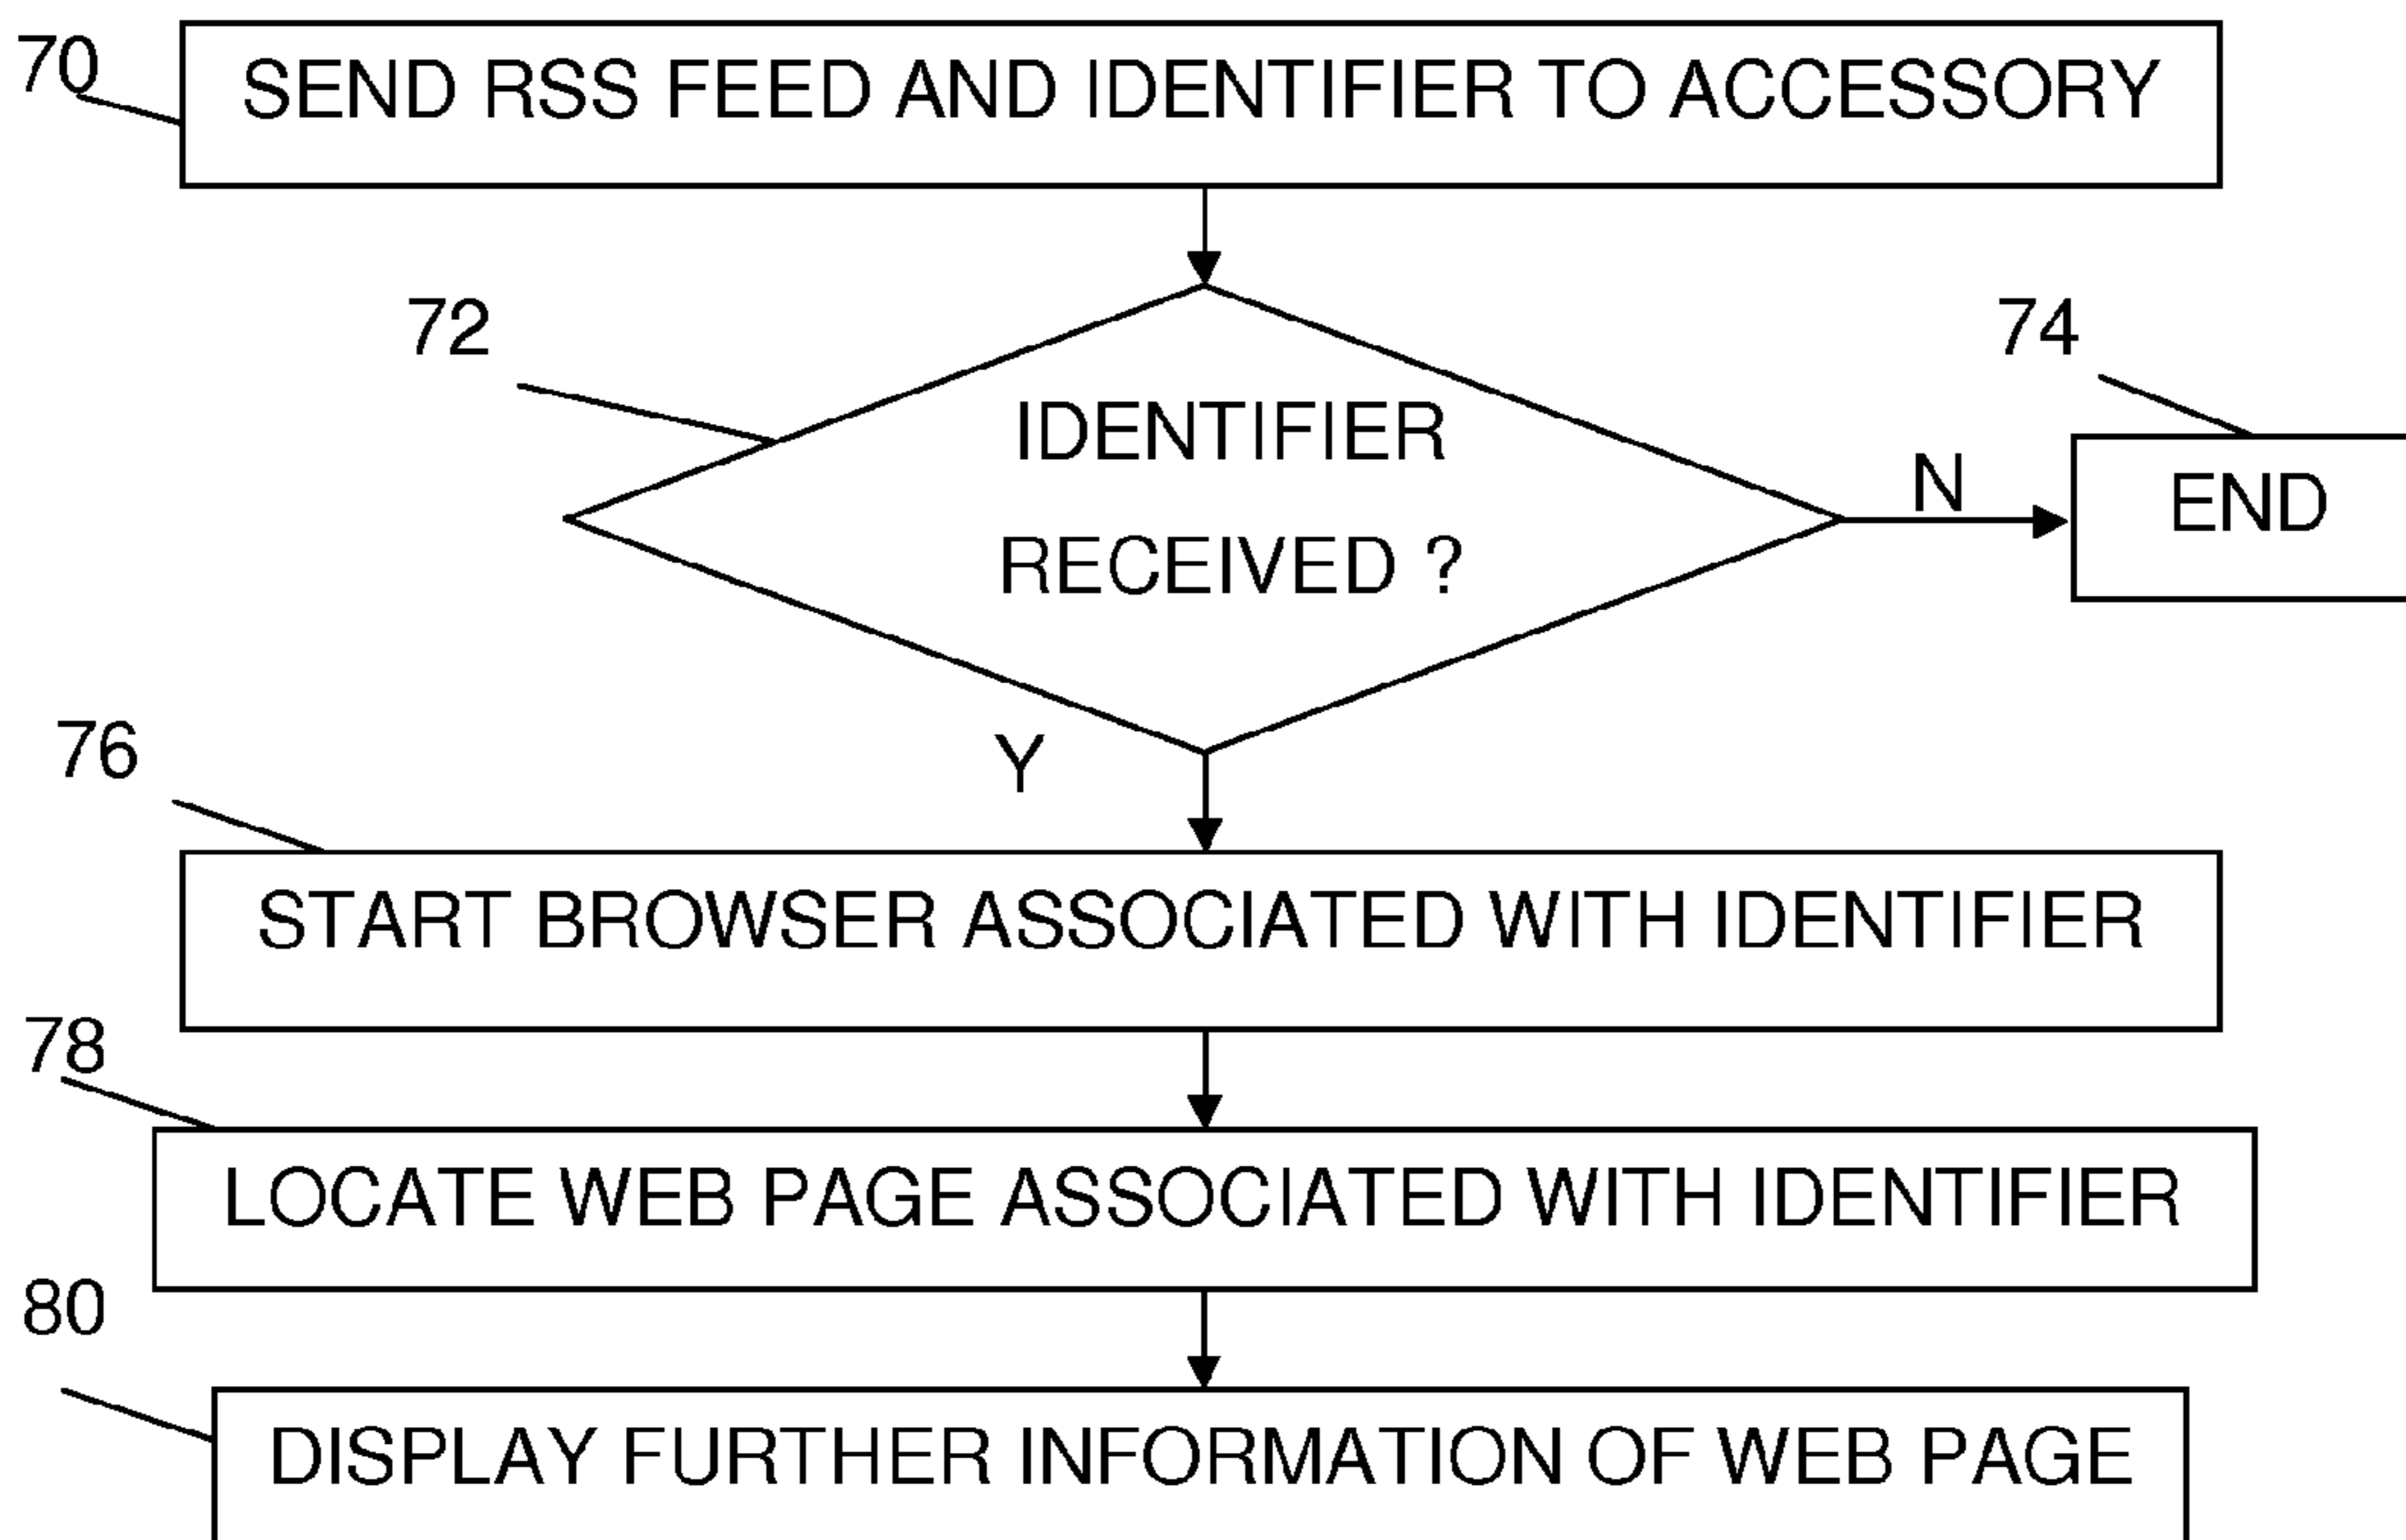 70
SEND RSS FEED AND IDENTIFIER TO ACCESSORY
72
74
IDENTIFIER
RECEIVED ?
N
END
Y
76
START BROWSER ASSOCIATED WITH IDENTIFIER
78
LOCATE WEB PAGE ASSOCIATED WITH IDENTIFIER
80
DISPLAY FURTHER INFORMATION OF WEB PAGE